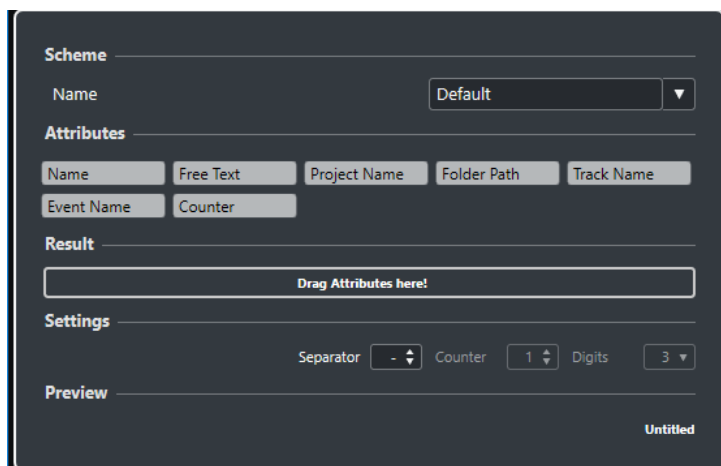 Scheme
Name Default
Attributes
Name Free Text Project Name Folder Path Track Name
Event Name Counter
Result
Drag Attributes here!
Settings
Separator - Counter 1 Digits 3
Preview
Untitled